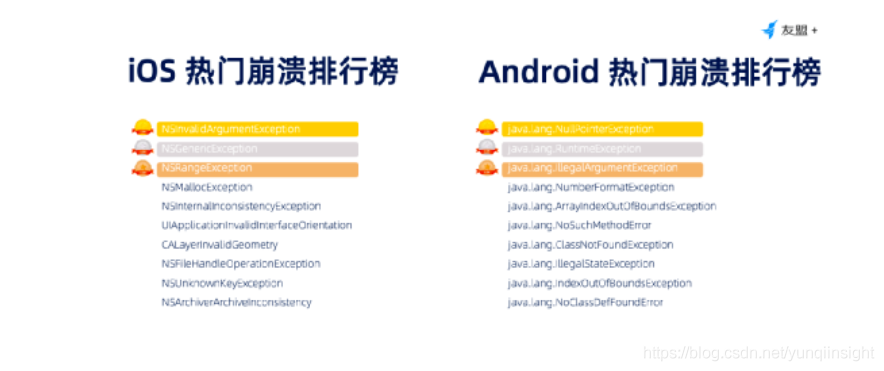 友盟+
iOS 热门崩溃排行榜
NSInvalidArgumentException
NSGenericException
NSRangeException
NSMallocException
NSInternalInconsistencyException
UIApplicationInvalidInterfaceOrientation
CALayerInvalidGeometry
NSFileHandleOperationException
NSUnknownKeyException
NSArchiverArchiveInconsistency
Android 热门崩溃排行榜
java.lang.NullPointerException
java.lang.RuntimeException
java.lang.IllegalArgumentException
java.lang.NumberFormatException
java.lang.ArrayIndexOutOfBoundsException
java.lang.NoSuchMethodError
java.lang.ClassNotFoundException
java.lang.IllegalStateException
java.lang.IndexOutOfBoundsException
java.lang.NoClassDefFoundError
https://blog.csdn.net/yunqiinsight